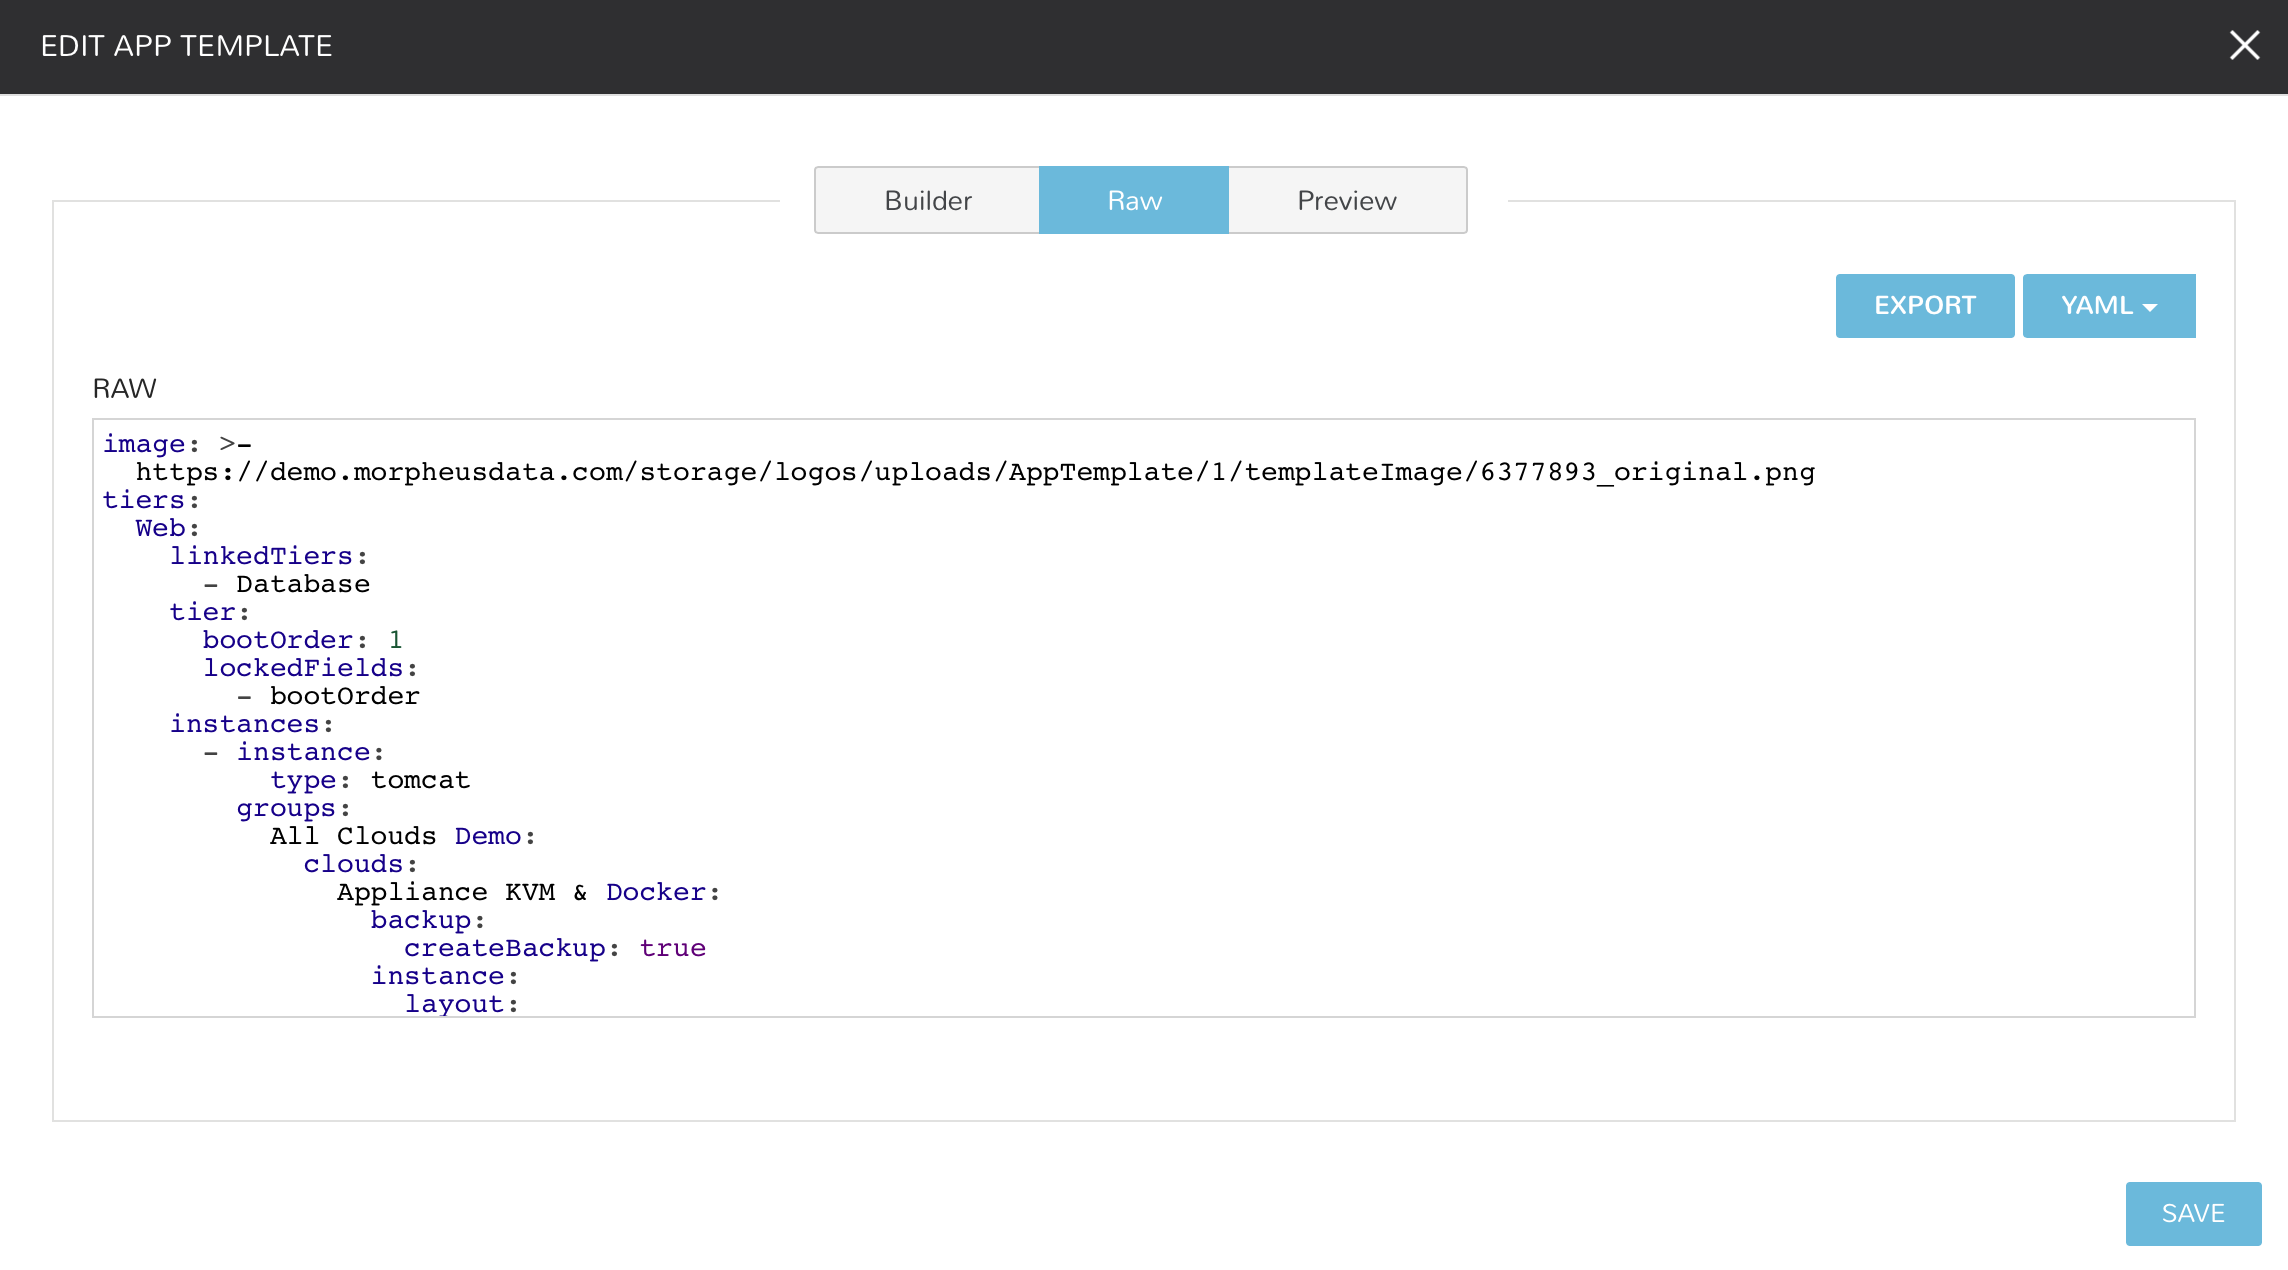 EDIT APP TEMPLATE
Builder Raw Preview
EXPORT YAML
RAW
image: >-
  https://demo.morpheusdata.com/storage/logos/uploads/AppTemplate/1/templateImage/6377893_original.png
tiers:
  Web:
    linkedTiers:
      - Database
    tier:
      bootOrder: 1
      lockedFields:
        - bootOrder
    instances:
      - instance:
          type: tomcat
        groups:
          All Clouds Demo:
            clouds:
              Appliance KVM & Docker:
                backup:
                  createBackup: true
                instance:
                  layout:
SAVE